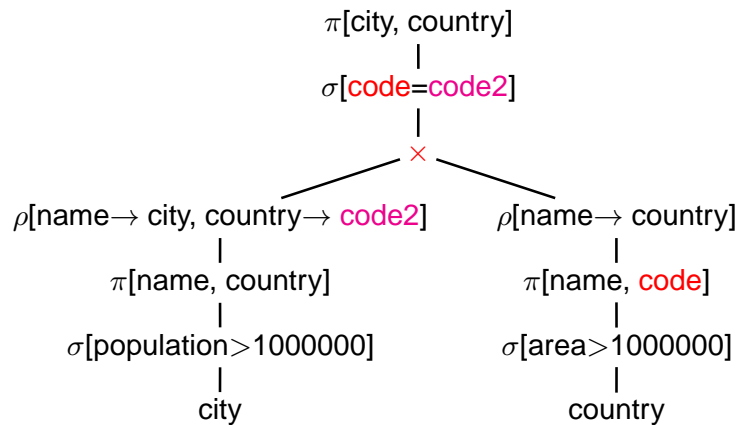 π[city, country]
σ[code=code2]
×
ρ[name→ city, country→ code2] ρ[name→ country]
π[name, country] π[name, code]
σ[population>1000000] σ[area>1000000]
city country